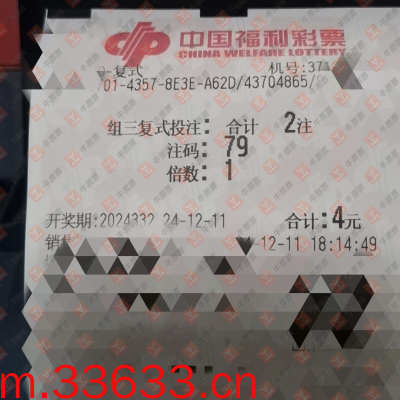 中国福利彩票
CHINA WELFARE LOTTERY
复式 机号:371
01-4357-8E3E-A62D/43704865/
组三复式投注: 合计 2注
注码: 79
倍数: 1
开奖期:2024332 24-12-11 合计:4元
销 12-11 18:14:49
m.33633.cn